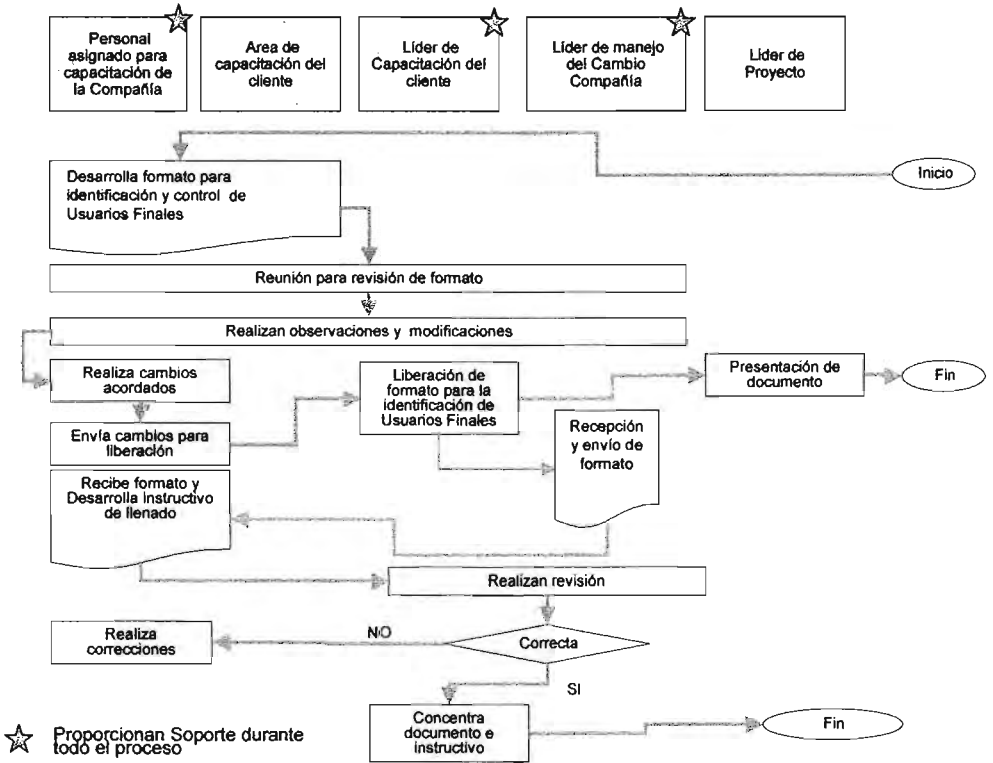 Personal
asignado para
capacitación de
la Compañía
Area de
capacitación del
cliente
Líder de
Capacitación del
cliente
Líder de manejo
del Cambio
Compañía
Líder de
Proyecto
Inicio
Desarrolla formato para
identificación y control de
Usuarios Finales
Reunión para revisión de formato
Realizan observaciones y modificaciones
Realiza cambios
acordados
Liberación de
formato para la
identificación de
Usuarios Finales
Presentación de
documento
Fin
Envía cambios para
liberación
Recepción
y envío de
formato
Recibe formato y
Desarrolla Instructivo
de llenado
Realizan revisión
Realiza
correcciones
NO
Correcta
SI
Concentra
documento e
instructivo
Fin
Proporcionan Soporte durante
todo el proceso